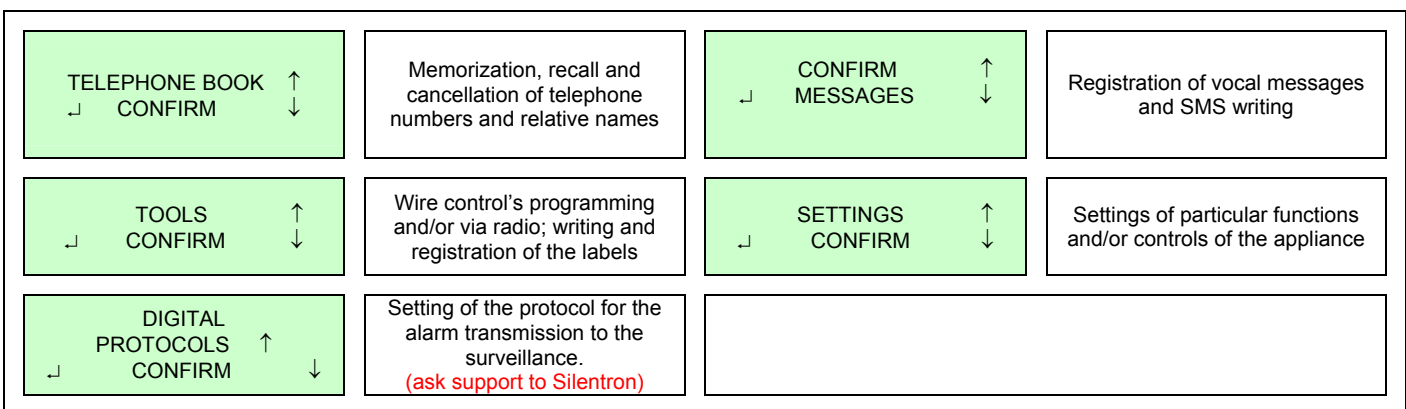 TELEPHONE BOOK ↑
↵ CONFIRM ↓
Memorization, recall and
cancellation of telephone
numbers and relative names
CONFIRM ↑
↵ MESSAGES ↓
Registration of vocal messages
and SMS writing
TOOLS ↑
↵ CONFIRM ↓
Wire control's programming
and/or via radio; writing and
registration of the labels
SETTINGS ↑
↵ CONFIRM ↓
Settings of particular functions
and/or controls of the appliance
DIGITAL
PROTOCOLS ↑
↵ CONFIRM ↓
Setting of the protocol for the
alarm transmission to the
surveillance.
(ask support to Silentron)